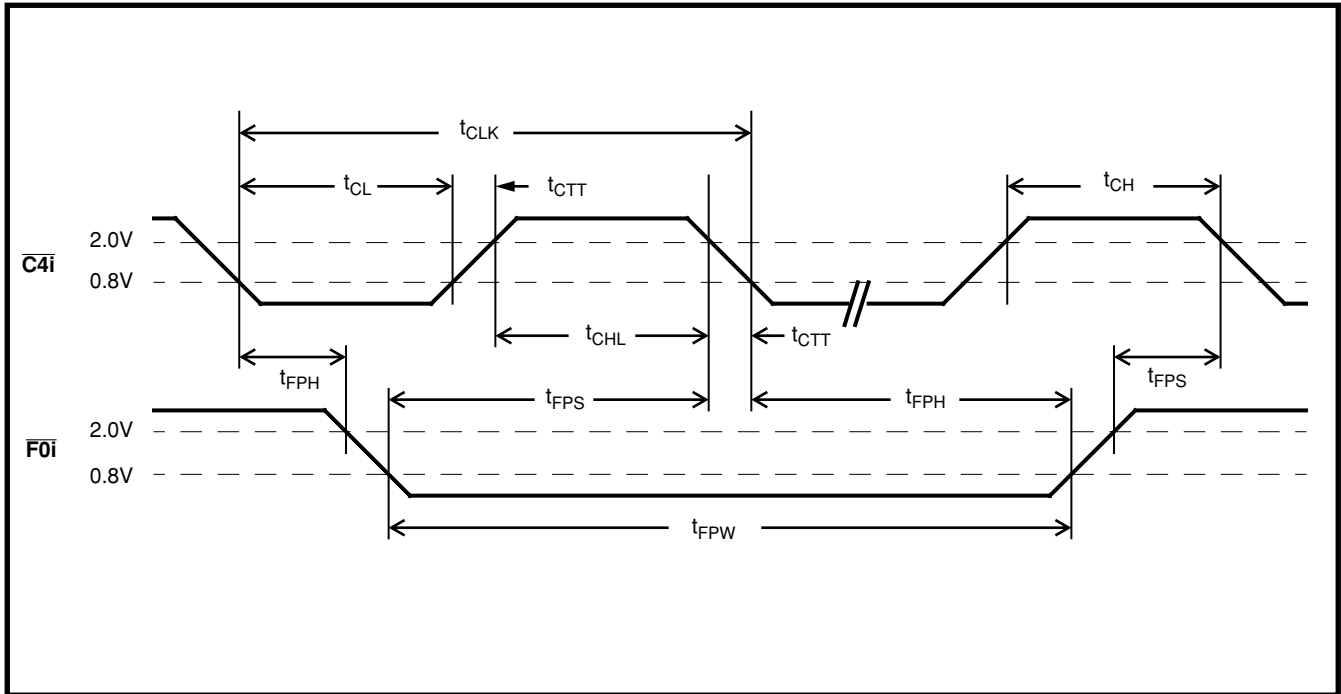 tCLK
tCL
tCTT
tCH
2.0V
C4i
0.8V
tCHL
tCTT
tFPH
tFPS
tFPS
tFPH
2.0V
F0i
0.8V
tFPW